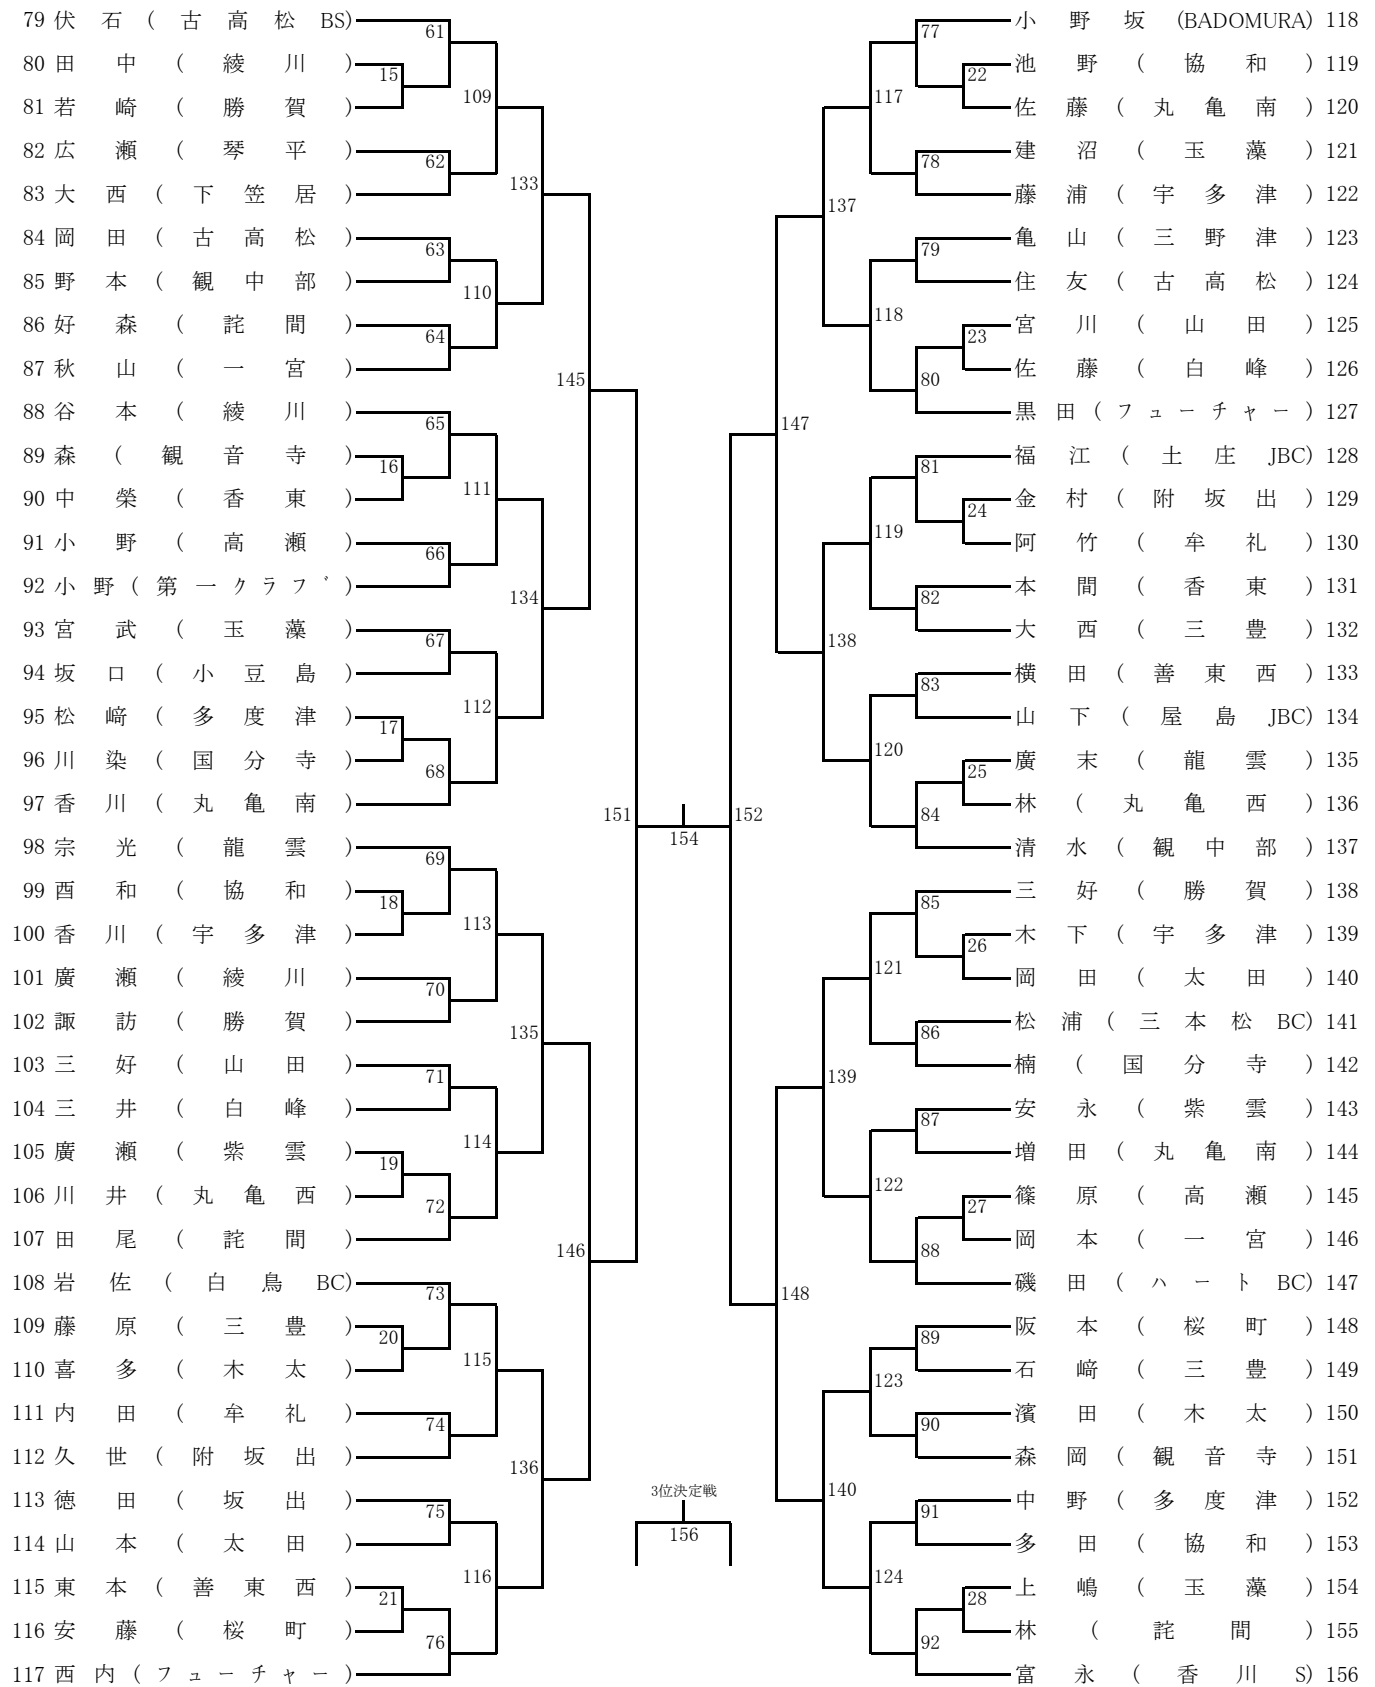 79 伏石(古高松BS)
80 田中(綾川)
81 若崎(勝賀)
82 広瀬(琴平)
83 大西(下笠居)
84 岡田(古高松)
85 野本(観中部)
86 好森(詫間)
87 秋山(一宮)
88 谷本(綾川)
89 森(観音寺)
90 中榮(香東)
91 小野(高瀬)
92 小野(第一クラブ)
93 宮武(玉藻)
94 坂口(小豆島)
95 松﨑(多度津)
96 川染(国分寺)
97 香川(丸亀南)
98 宗光(龍雲)
99 酉和(協和)
100 香川(宇多津)
101 廣瀬(綾川)
102 諏訪(勝賀)
103 三好(山田)
104 三井(白峰)
105 廣瀬(紫雲)
106 川井(丸亀西)
107 田尾(詫間)
108 岩佐(白鳥BC)
109 藤原(三豊)
110 喜多(木太)
111 内田(牟礼)
112 久世(附坂出)
113 徳田(坂出)
114 山本(太田)
115 東本(善東西)
116 安藤(桜町)
117 西内(フューチャー)
61
15
62
63
64
65
16
66
67
17
68
69
18
70
71
19
72
73
20
74
75
21
76
109
110
111
112
113
114
115
116
133
134
135
136
145
146
151
154
152
3位決定戦
156
147
148
137
138
139
140
117
118
119
120
121
122
123
124
77
22
78
79
23
80
81
24
82
83
25
84
85
26
86
87
27
88
89
90
91
28
92
小野坂(BADOMURA) 118
池野(協和) 119
佐藤(丸亀南) 120
建沼(玉藻) 121
藤浦(宇多津) 122
亀山(三野津) 123
住友(古高松) 124
宮川(山田) 125
佐藤(白峰) 126
黒田(フューチャー) 127
福江(土庄JBC) 128
金村(附坂出) 129
阿竹(牟礼) 130
本間(香東) 131
大西(三豊) 132
横田(善東西) 133
山下(屋島JBC) 134
廣末(龍雲) 135
林(丸亀西) 136
清水(観中部) 137
三好(勝賀) 138
木下(宇多津) 139
岡田(太田) 140
松浦(三本松BC) 141
楠(国分寺) 142
安永(紫雲) 143
増田(丸亀南) 144
篠原(高瀬) 145
岡本(一宮) 146
磯田(ハートBC) 147
阪本(桜町) 148
石﨑(三豊) 149
濱田(木太) 150
森岡(観音寺) 151
中野(多度津) 152
多田(協和) 153
上嶋(玉藻) 154
林(詫間) 155
富永(香川S) 156